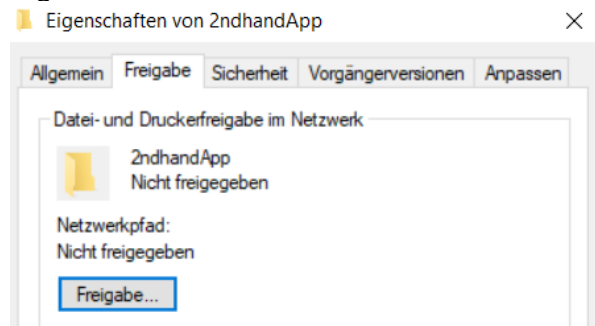 Eigenschaften von 2ndhandApp
Allgemein Freigabe Sicherheit Vorgängerversionen Anpassen
Datei- und Druckerfreigabe im Netzwerk
2ndhandApp
Nicht freigegeben
Netzwerkpfad:
Nicht freigegeben
Freigabe...